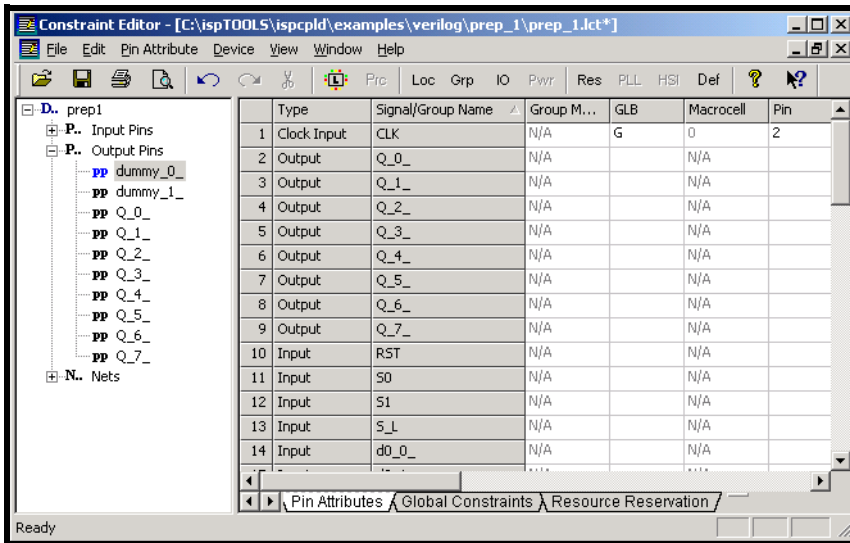 Constraint Editor - [C:\ispTOOLS\ispcpld\examples\verilog\prep_1\prep_1.lct*]
File Edit Pin Attribute Device View Window Help
Prc Loc Grp IO Pwr Res PLL HSI Def
D.. prep1
P.. Input Pins
P.. Output Pins
PP dummy_0_
PP dummy_1_
PP Q_0_
PP Q_1_
PP Q_2_
PP Q_3_
PP Q_4_
PP Q_5_
PP Q_6_
PP Q_7_
N.. Nets
Type Signal/Group Name Group M... GLB Macrocell Pin
1 Clock Input CLK N/A G 0 2
2 Output Q_0_ N/A N/A
3 Output Q_1_ N/A N/A
4 Output Q_2_ N/A N/A
5 Output Q_3_ N/A N/A
6 Output Q_4_ N/A N/A
7 Output Q_5_ N/A N/A
8 Output Q_6_ N/A N/A
9 Output Q_7_ N/A N/A
10 Input RST N/A N/A
11 Input S0 N/A N/A
12 Input S1 N/A N/A
13 Input S_L N/A N/A
14 Input d0_0_ N/A N/A
Pin Attributes Global Constraints Resource Reservation
Ready